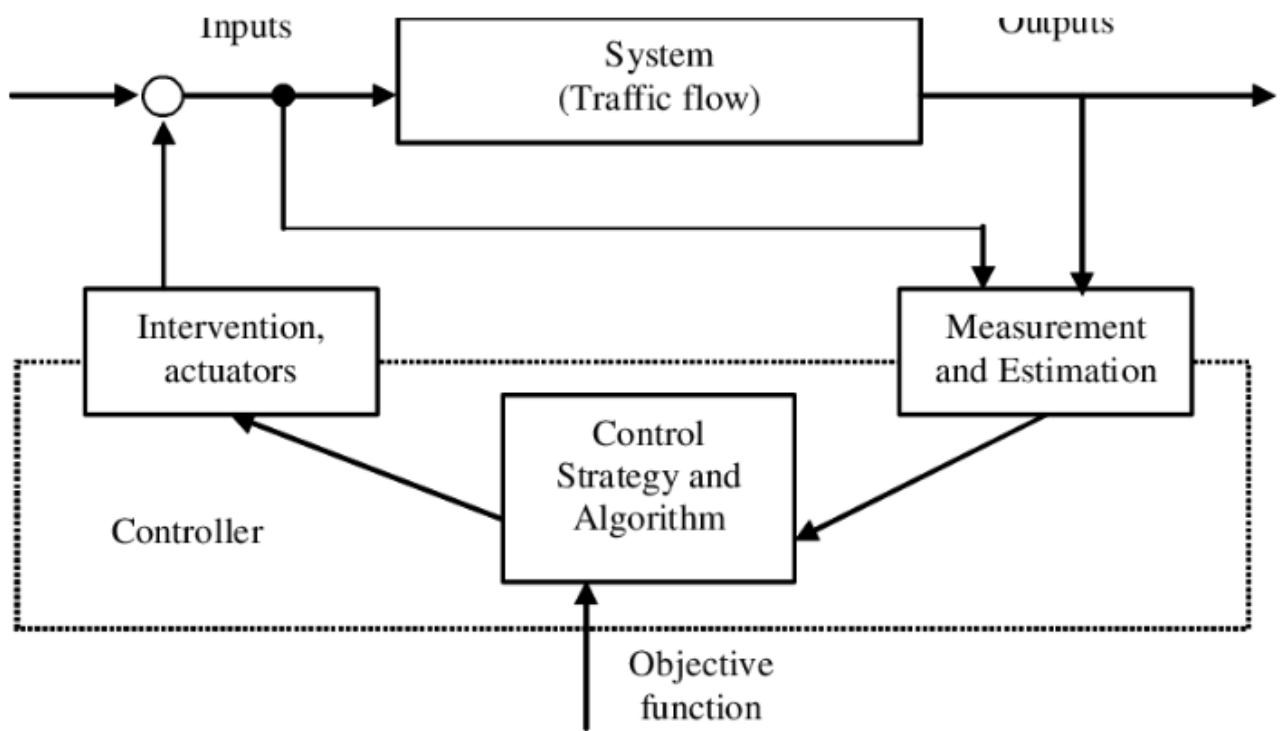 Inputs
System
(Traffic flow)
Outputs
Intervention,
actuators
Measurement
and Estimation
Control
Strategy and
Algorithm
Controller
Objective
function